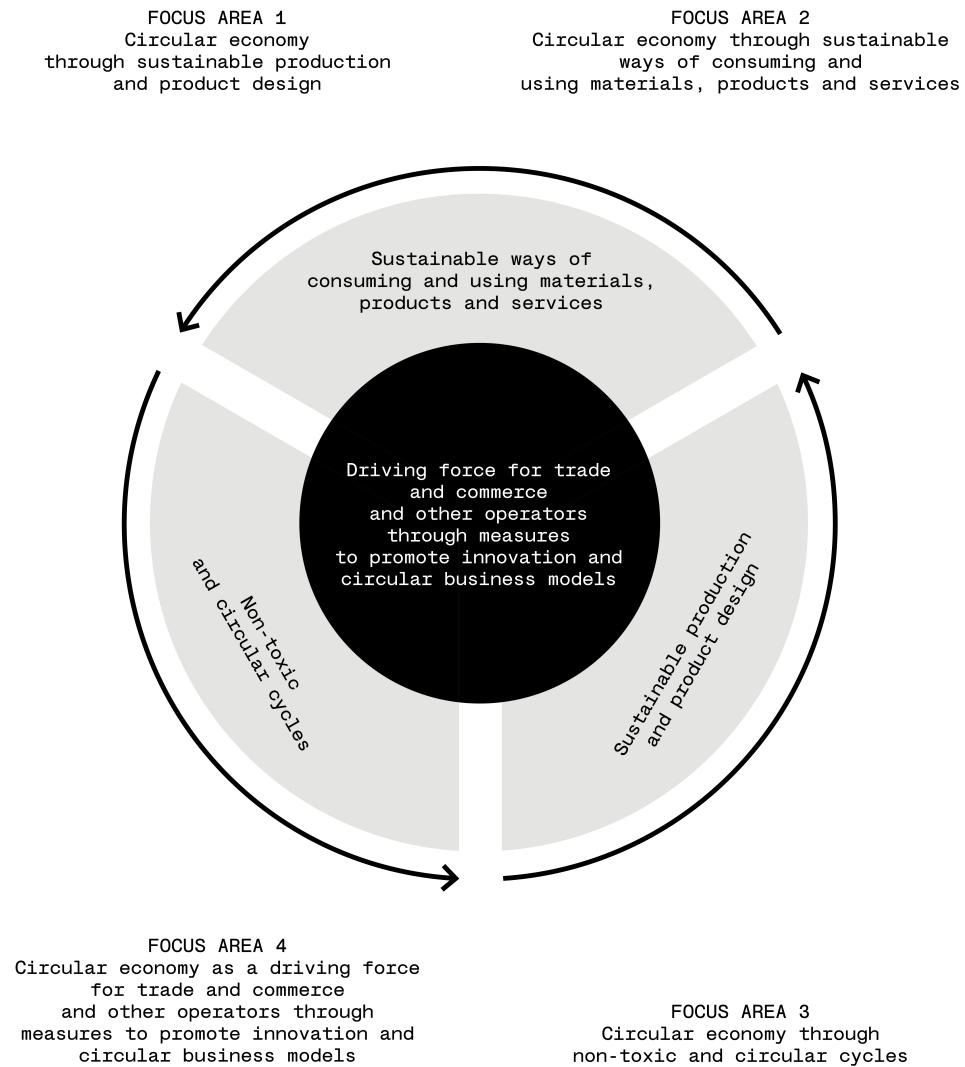 FOCUS AREA 1
Circular economy
through sustainable production
and product design
FOCUS AREA 2
Circular economy through sustainable
ways of consuming and
using materials, products and services
Sustainable ways of
consuming and using materials,
products and services
Driving force for trade
and commerce
and other operators
through measures
to promote innovation and
circular business models
Non-toxic
and circular cycles
Sustainable production
and product design
FOCUS AREA 4
Circular economy as a driving force
for trade and commerce
and other operators through
measures to promote innovation and
circular business models
FOCUS AREA 3
Circular economy through
non-toxic and circular cycles